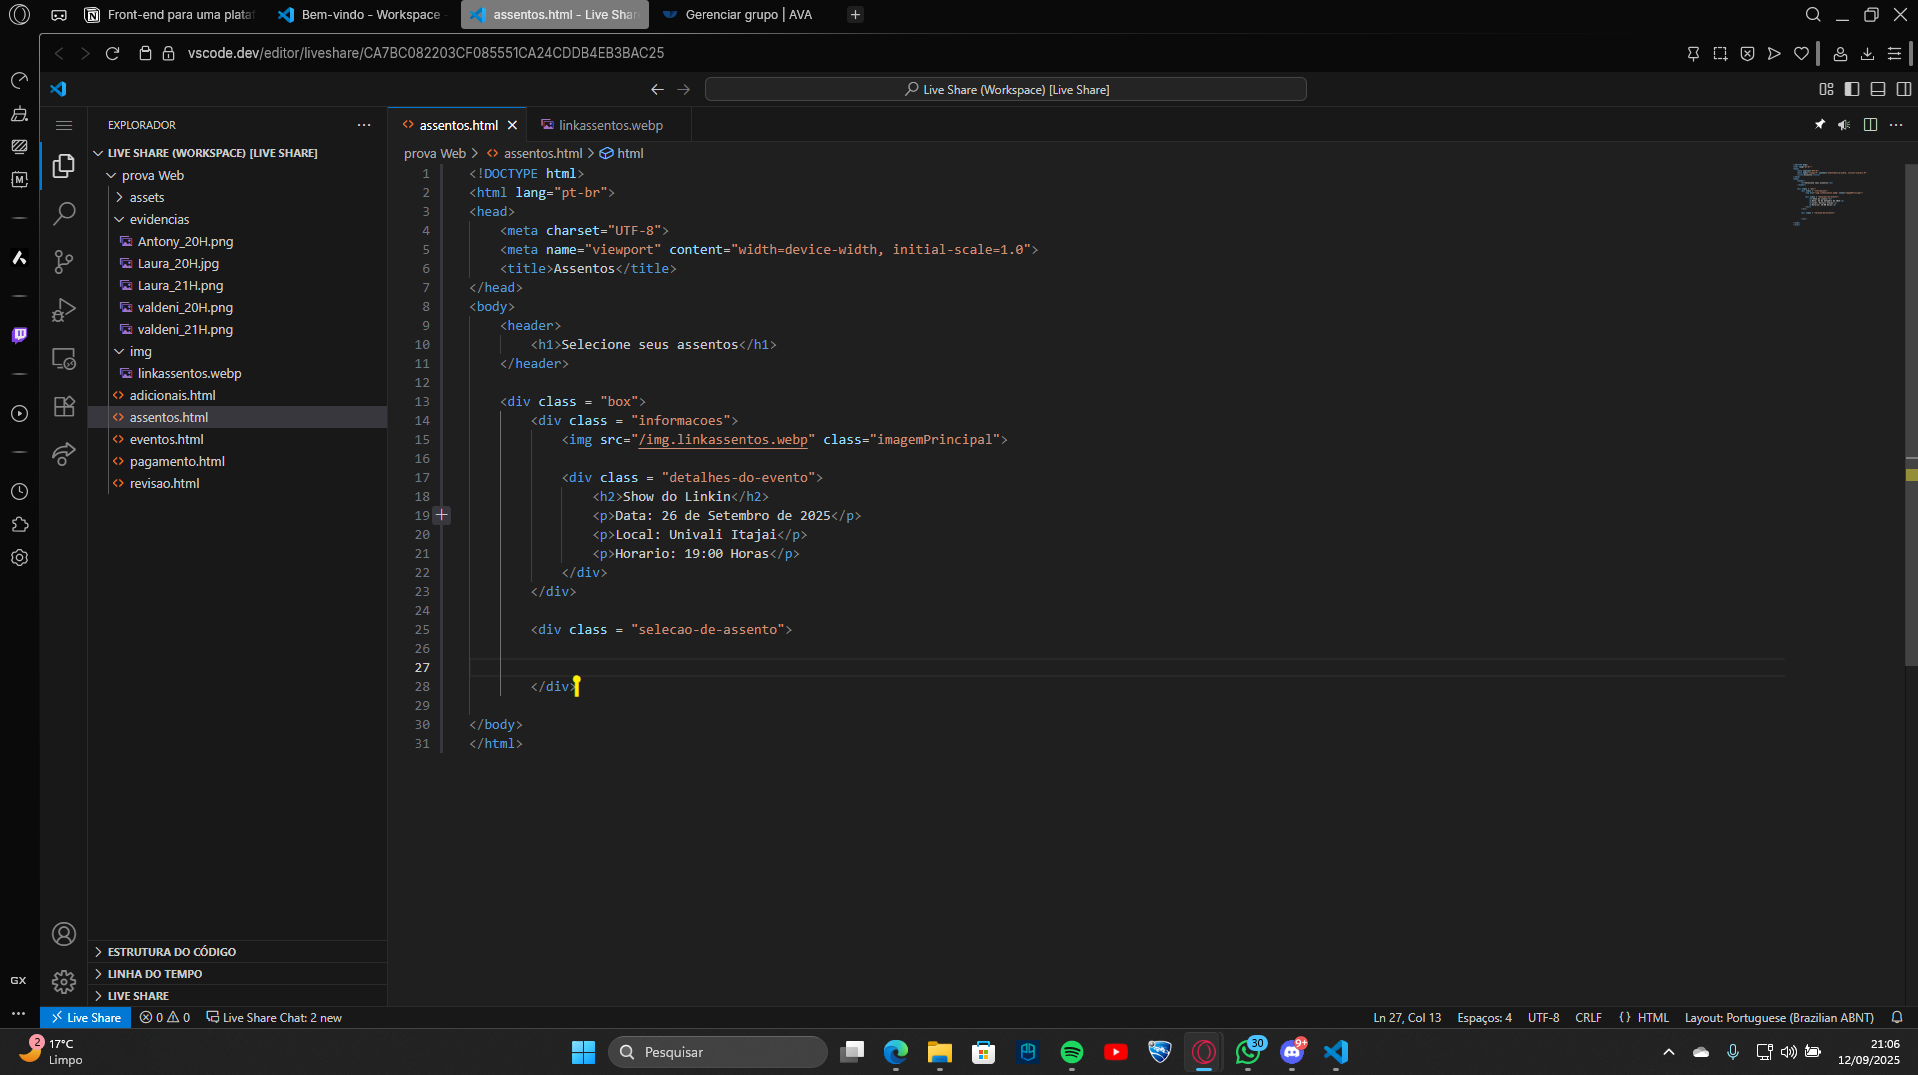 Front-end para uma plata
Bem-vindo - Workspace
assentos.html - Live Shar
Gerenciar grupo | AVA
vscode.dev/editor/liveshare/CA7BC082203CF085551CA24CDDB4EB3BAC25
Live Share (Workspace) [Live Share]
EXPLORADOR
LIVE SHARE (WORKSPACE) [LIVE SHARE]
prova Web
assets
evidencias
Antony_20H.png
Laura_20H.jpg
Laura_21H.png
valdeni_20H.png
valdeni_21H.png
img
linkassentos.webp
adicionais.html
assentos.html
eventos.html
pagamento.html
revisao.html
ESTRUTURA DO CÓDIGO
LINHA DO TEMPO
LIVE SHARE
assentos.html
linkassentos.webp
prova Web > assentos.html > html
1 <!DOCTYPE html>
2 <html lang="pt-br">
3 <head>
4 <meta charset="UTF-8">
5 <meta name="viewport" content="width=device-width, initial-scale=1.0">
6 <title>Assentos</title>
7 </head>
8 <body>
9 <header>
10 <h1>Selecione seus assentos</h1>
11 </header>
12
13 <div class = "box">
14 <div class = "informacoes">
15 <img src="/img.linkassentos.webp" class="imagemPrincipal">
16
17 <div class = "detalhes-do-evento">
18 <h2>Show do Linkin</h2>
19 <p>Data: 26 de Setembro de 2025</p>
20 <p>Local: Univali Itajai</p>
21 <p>Horario: 19:00 Horas</p>
22 </div>
23 </div>
24
25 <div class = "selecao-de-assento">
26
27
28 </div>
29
30 </body>
31 </html>
GX
Live Share
0 0
Live Share Chat: 2 new
Ln 27, Col 13
Espaços: 4
UTF-8
CRLF
{ } HTML
Layout: Portuguese (Brazilian ABNT)
2
17°C
Limpo
Pesquisar
30
9+
21:06
12/09/2025